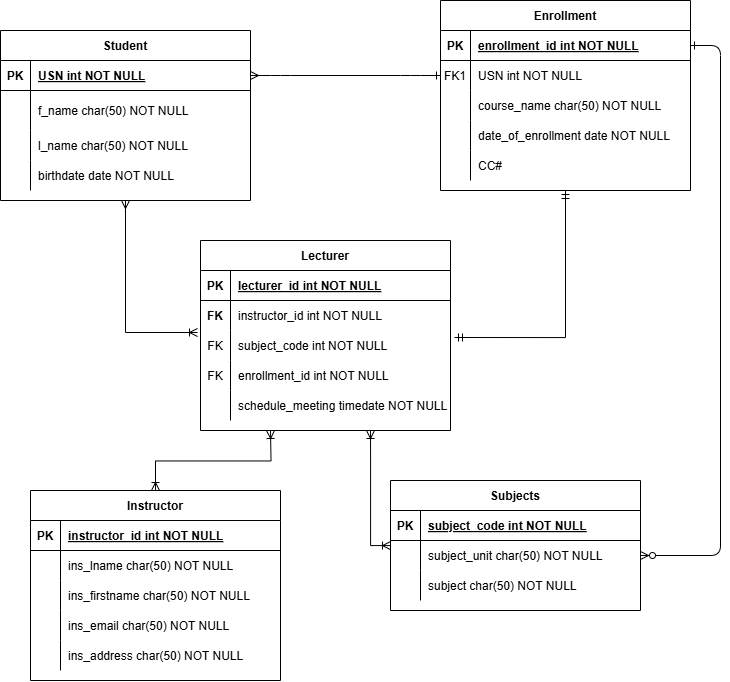 Enrollment
PK enrollment_id int NOT NULL
FK1 USN int NOT NULL
course_name char(50) NOT NULL
date_of_enrollment date NOT NULL
CC#
Student
PK USN int NOT NULL
f_name char(50) NOT NULL
l_name char(50) NOT NULL
birthdate date NOT NULL
Lecturer
PK lecturer_id int NOT NULL
FK instructor_id int NOT NULL
FK subject_code int NOT NULL
FK enrollment_id int NOT NULL
schedule_meeting timedate NOT NULL
Instructor
PK instructor_id int NOT NULL
ins_lname char(50) NOT NULL
ins_firstname char(50) NOT NULL
ins_email char(50) NOT NULL
ins_address char(50) NOT NULL
Subjects
PK subject_code int NOT NULL
subject_unit char(50) NOT NULL
subject char(50) NOT NULL